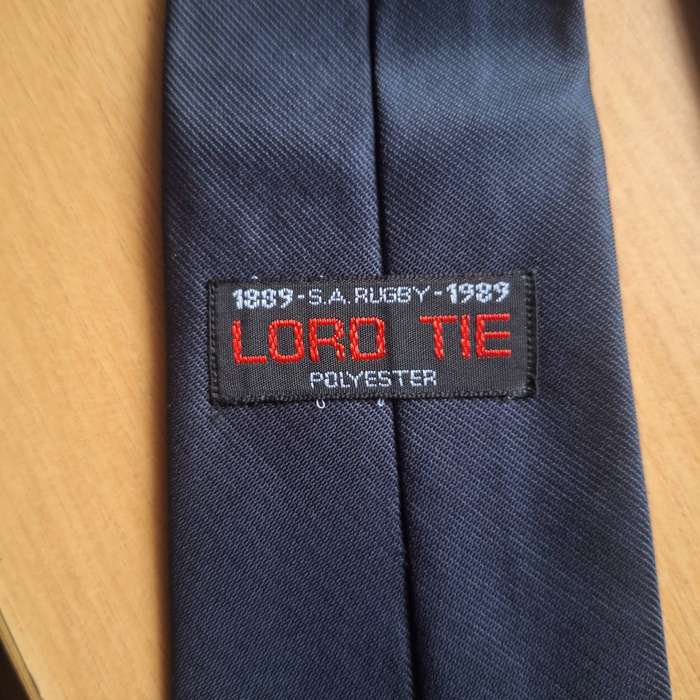 1889-S.A. RUGBY-1989
LORD TIE
POLYESTER